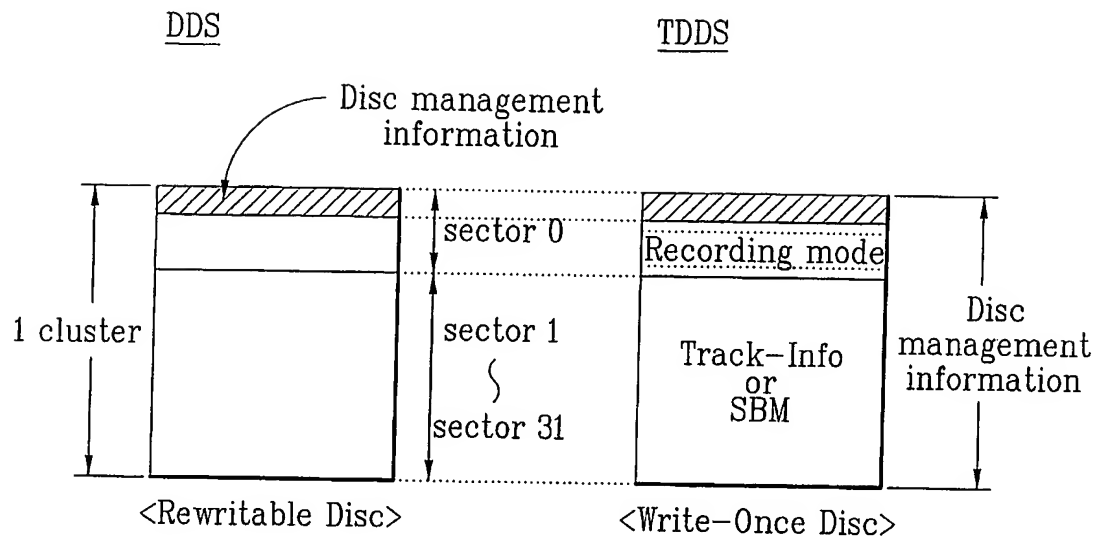 DDS
TDDS
Disc management
information
sector 0
Recording mode
1 cluster
sector 1
sector 31
Track-Info
or
SBM
Disc
management
information
<Rewritable Disc>
<Write-Once Disc>